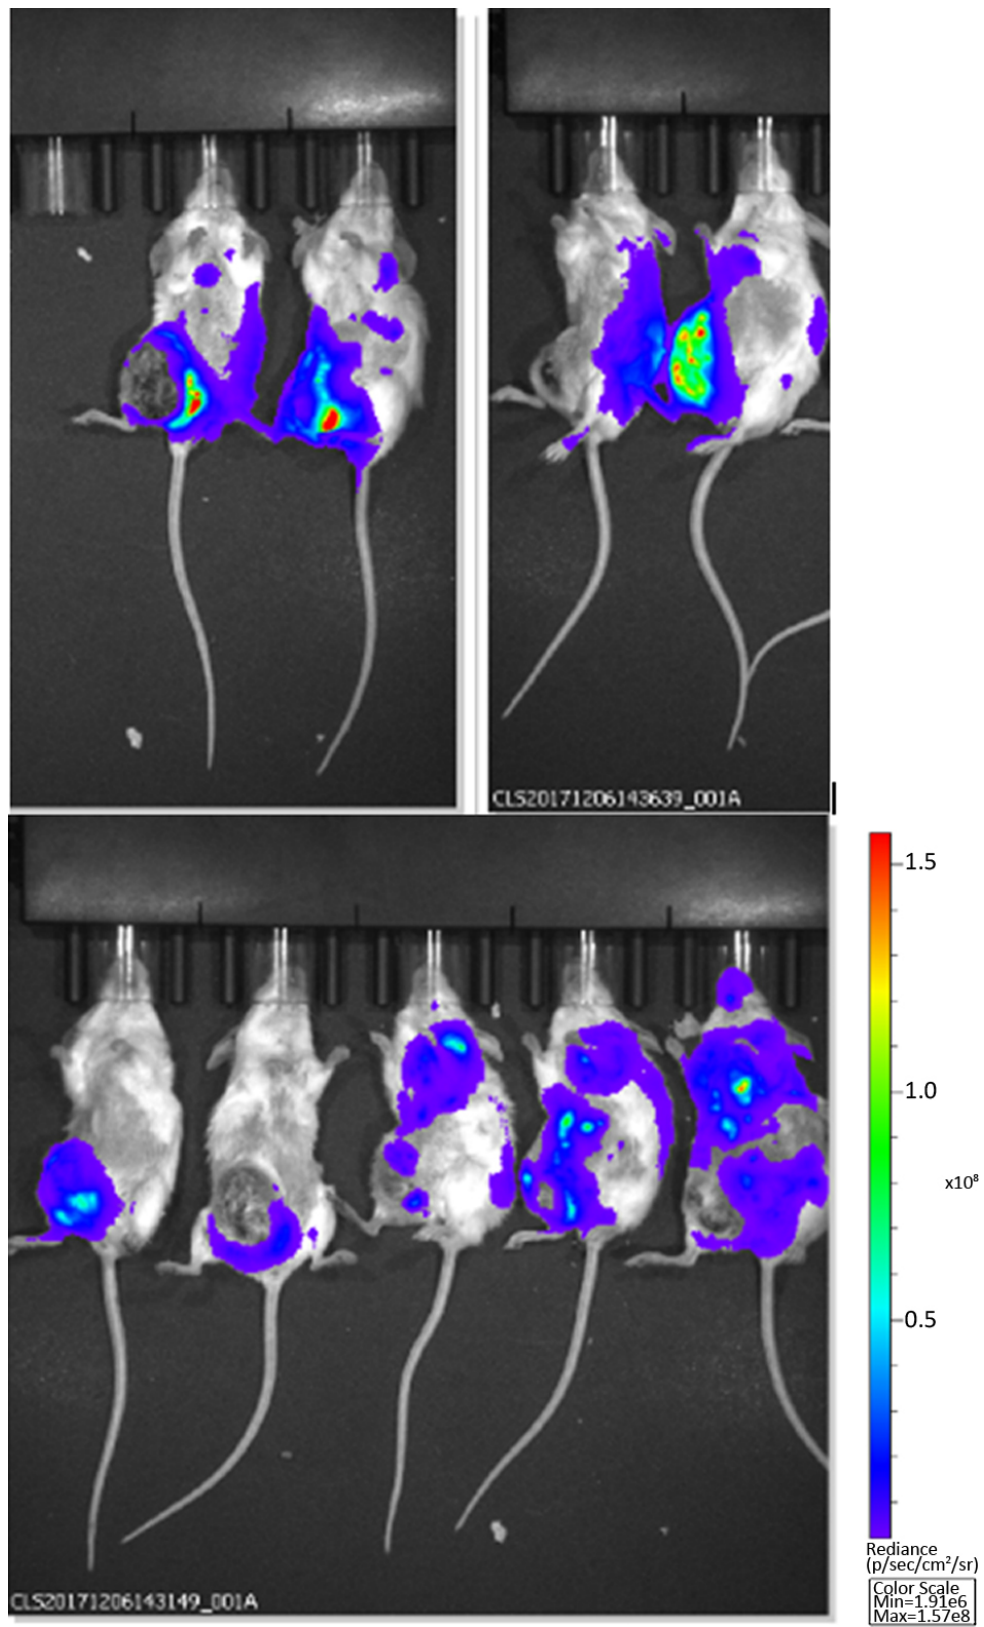 CLS20171206143639_001A
1.5
1.0
x10⁸
0.5
Rediance
(p/sec/cm²/sr)
Color Scale
Min=1.91e6
Max=1.57e8
CLS20171206143149_001A